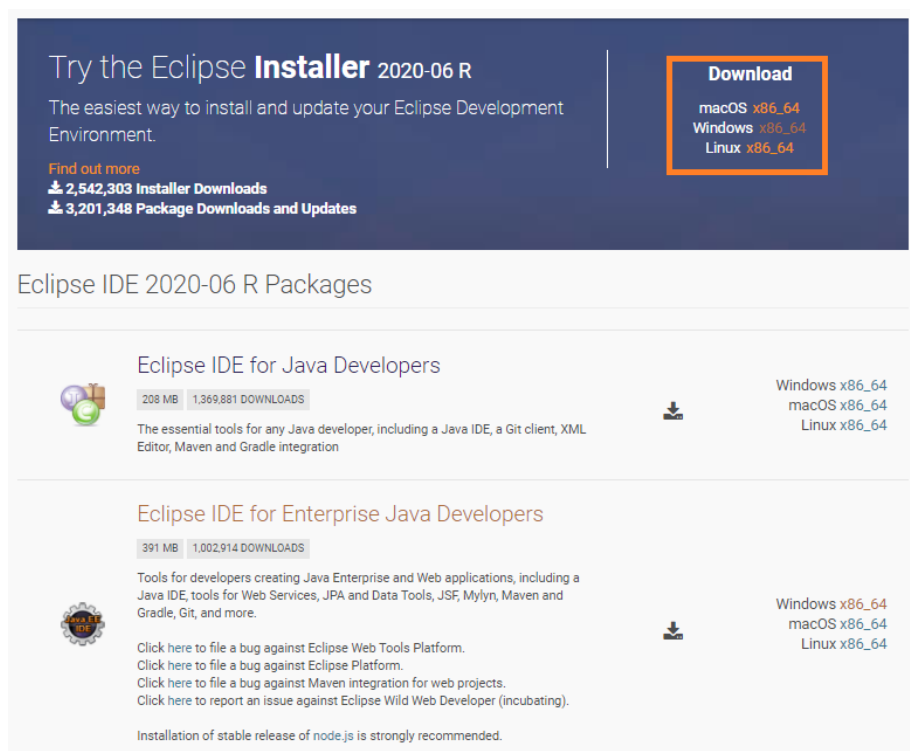 Try the Eclipse Installer 2020-06 R
The easiest way to install and update your Eclipse Development
Environment.
Find out more
2,542,303 Installer Downloads
3,201,348 Package Downloads and Updates
Download
macOS x86_64
Windows x86_64
Linux x86_64
Eclipse IDE 2020-06 R Packages
Eclipse IDE for Java Developers
208 MB 1,369,881 DOWNLOADS
The essential tools for any Java developer, including a Java IDE, a Git client, XML
Editor, Maven and Gradle integration
Windows x86_64
macOS x86_64
Linux x86_64
Eclipse IDE for Enterprise Java Developers
391 MB 1,002,914 DOWNLOADS
Tools for developers creating Java Enterprise and Web applications, including a
Java IDE, tools for Web Services, JPA and Data Tools, JSF, Mylyn, Maven and
Gradle, Git, and more.
Click here to file a bug against Eclipse Web Tools Platform.
Click here to file a bug against Eclipse Platform.
Click here to file a bug against Maven integration for web projects.
Click here to report an issue against Eclipse Wild Web Developer (incubating).
Installation of stable release of node.js is strongly recommended.
Java EE
IDE
Windows x86_64
macOS x86_64
Linux x86_64